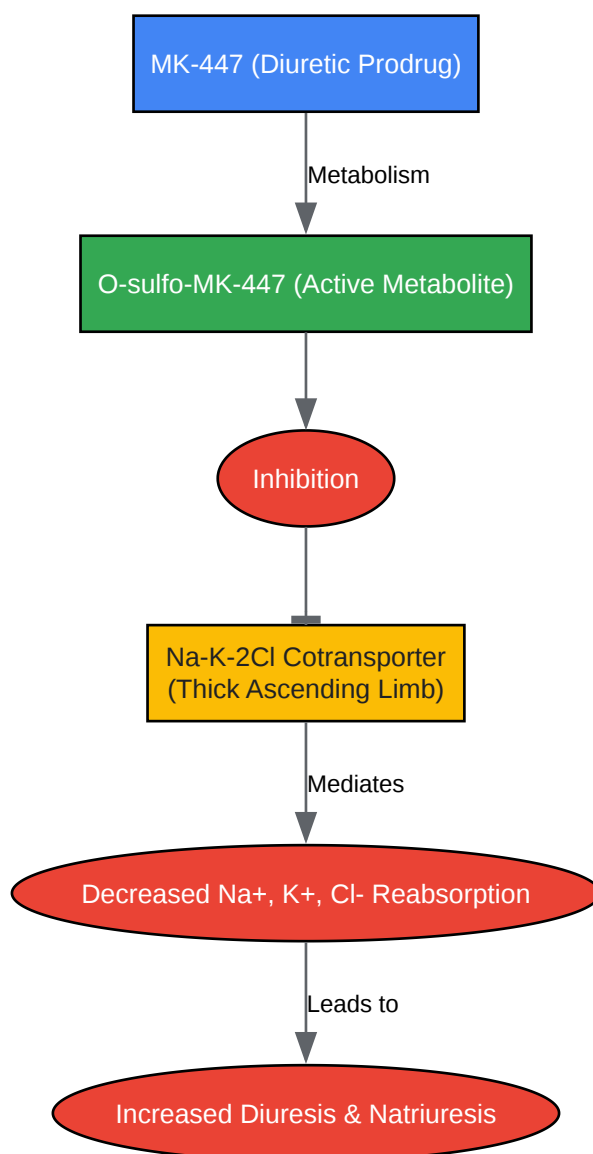 MK-447 (Diuretic Prodrug)
Metabolism
O-sulfo-MK-447 (Active Metabolite)
Inhibition
Na-K-2Cl Cotransporter
(Thick Ascending Limb)
Mediates
Decreased Na+, K+, Cl- Reabsorption
Leads to
Increased Diuresis & Natriuresis